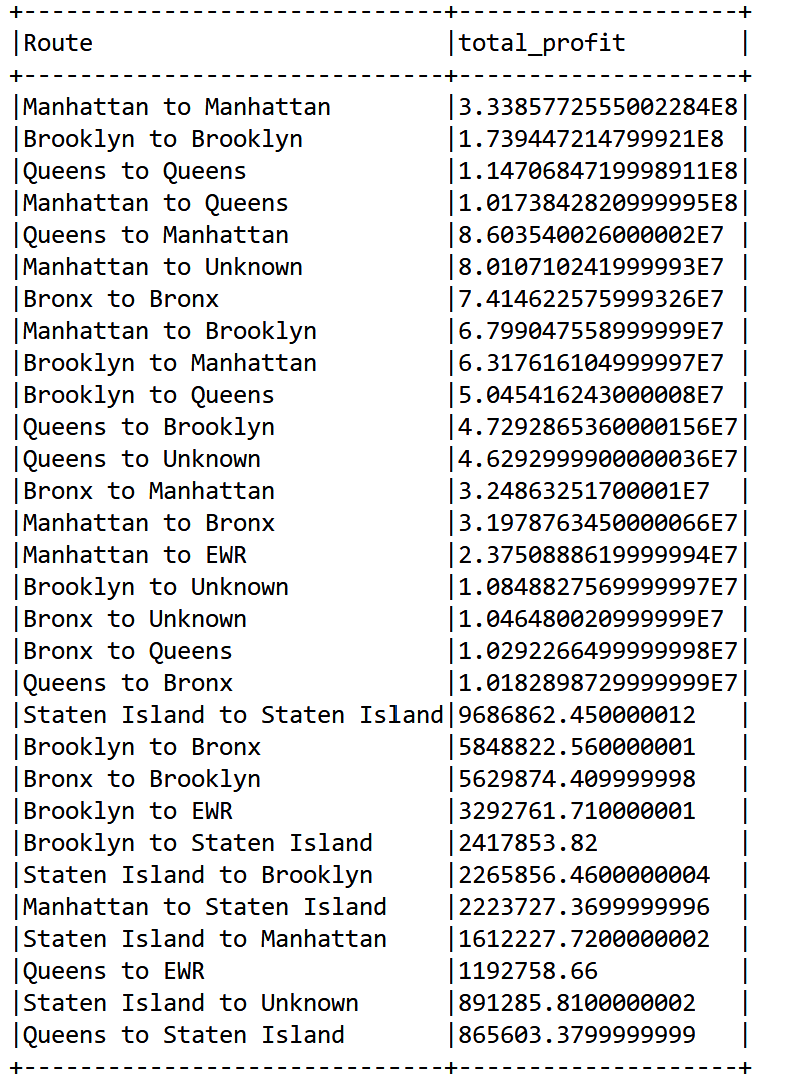 +------------------------------+--------------------+
|Route                         |total_profit        |
+------------------------------+--------------------+
|Manhattan to Manhattan        |3.3385772555002284E8|
|Brooklyn to Brooklyn          |1.739447214799921E8 |
|Queens to Queens              |1.1470684719998911E8|
|Manhattan to Queens           |1.0173842820999995E8|
|Queens to Manhattan           |8.603540026000002E7 |
|Manhattan to Unknown          |8.010710241999993E7 |
|Bronx to Bronx                |7.414622575999326E7 |
|Manhattan to Brooklyn         |6.799047558999999E7 |
|Brooklyn to Manhattan         |6.317616104999997E7 |
|Brooklyn to Queens            |5.045416243000008E7 |
|Queens to Brooklyn            |4.7292865360000156E7|
|Queens to Unknown             |4.6292999900000036E7|
|Bronx to Manhattan            |3.24863251700001E7  |
|Manhattan to Bronx            |3.1978763450000066E7|
|Manhattan to EWR              |2.3750888619999994E7|
|Brooklyn to Unknown           |1.0848827569999997E7|
|Bronx to Unknown              |1.046480020999999E7 |
|Bronx to Queens               |1.0292266499999998E7|
|Queens to Bronx               |1.0182898729999999E7|
|Staten Island to Staten Island|9686862.450000012   |
|Brooklyn to Bronx             |5848822.560000001   |
|Bronx to Brooklyn             |5629874.409999998   |
|Brooklyn to EWR               |3292761.710000001   |
|Brooklyn to Staten Island     |2417853.82          |
|Staten Island to Brooklyn     |2265856.4600000004  |
|Manhattan to Staten Island    |2223727.3699999996  |
|Staten Island to Manhattan    |1612227.7200000002  |
|Queens to EWR                 |1192758.66          |
|Staten Island to Unknown      |891285.8100000002   |
|Queens to Staten Island       |865603.3799999999   |
+------------------------------+--------------------+